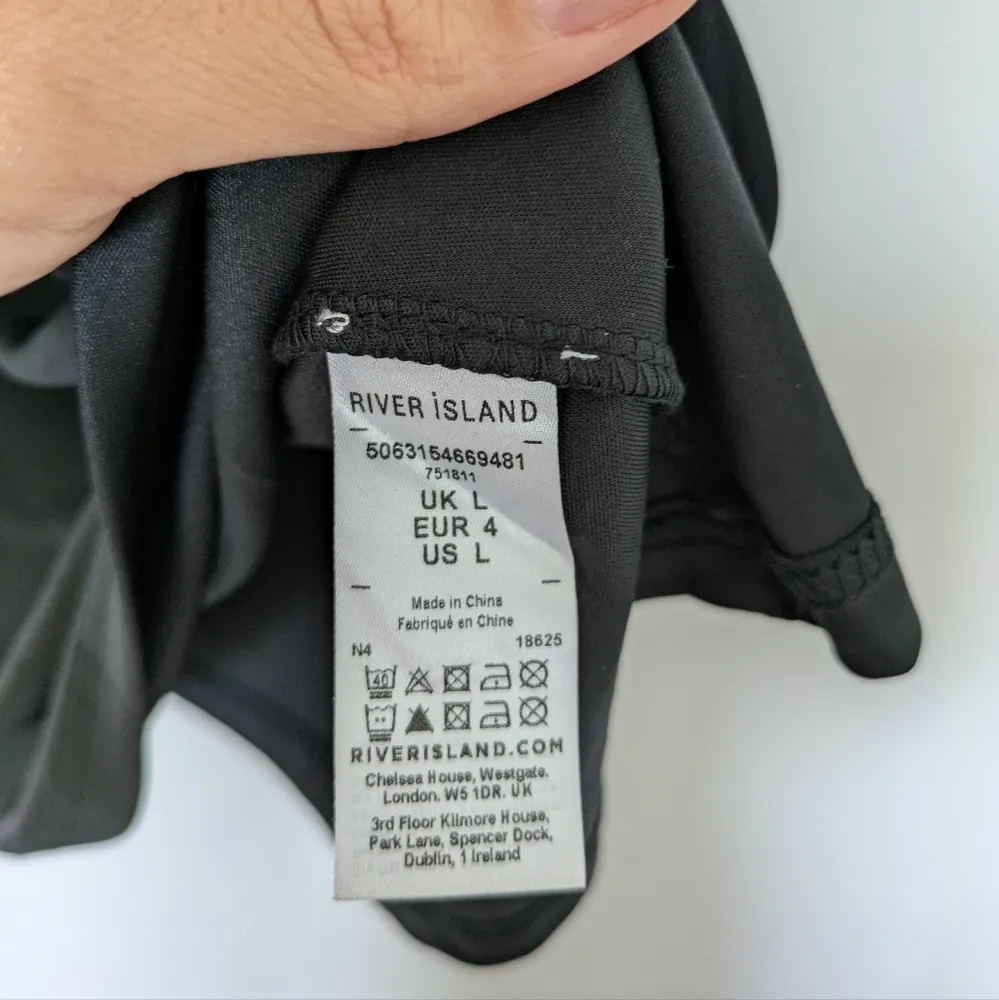 RIVER iSLAND
5063154669481
751811
UK L
EUR 4
US L
Made in China
Fabriqué en Chine
N4 18625
40
RIVERISLAND.COM
Chelsea House, Westgate.
London. W5 1DR. UK
3rd Floor Kilmore House,
Park Lane, Spencer Dock,
Dublin, 1 Ireland